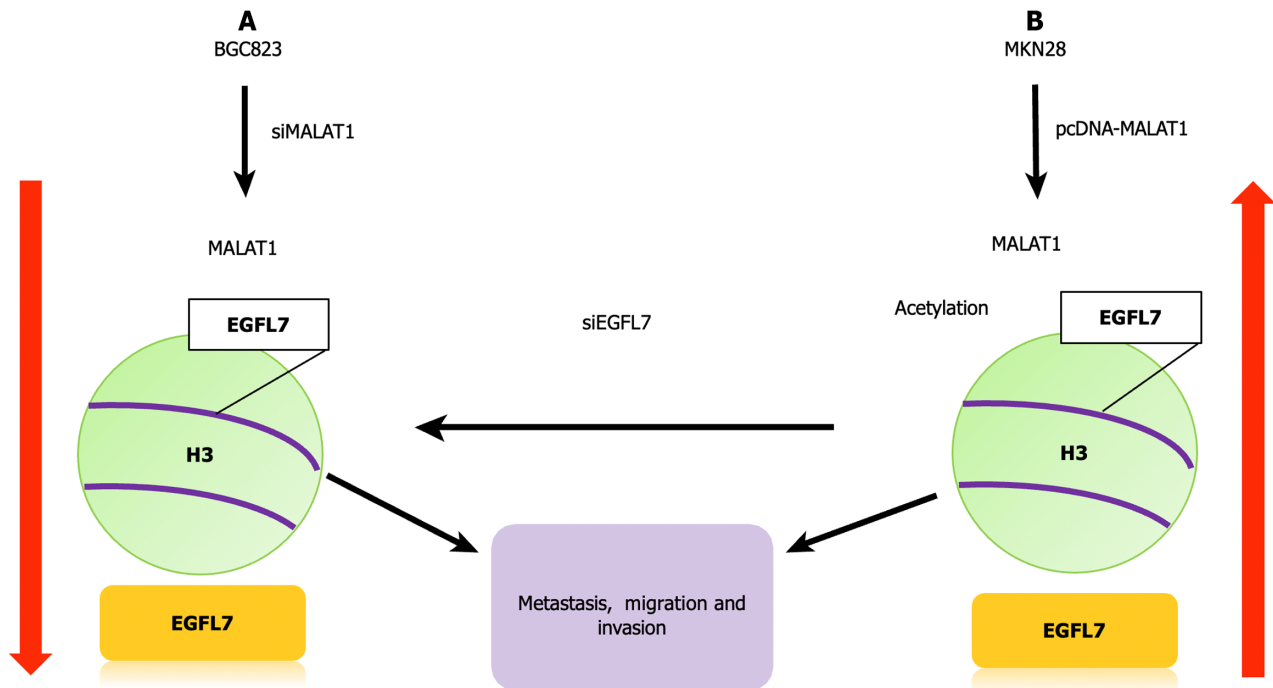 A
BGC823
siMALAT1
MALAT1
EGFL7
H3
EGFL7
siEGFL7
Metastasis, migration and
invasion
B
MKN28
pcDNA-MALAT1
MALAT1
Acetylation
EGFL7
H3
EGFL7